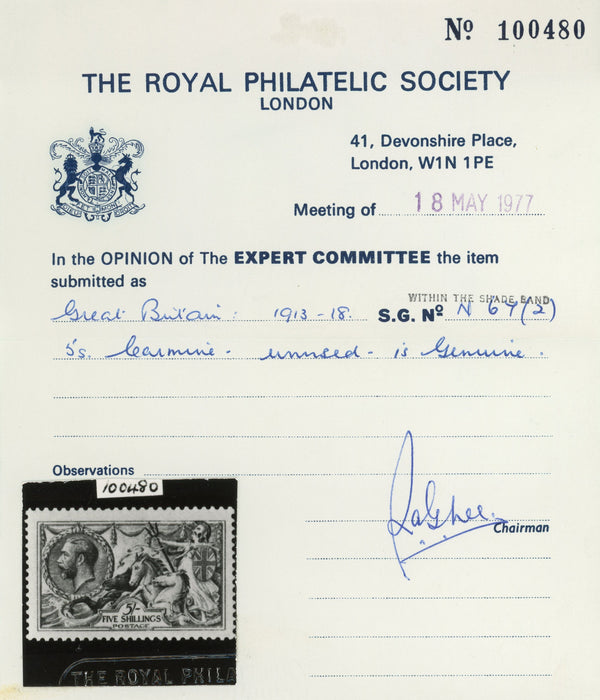 Nº 100480
THE ROYAL PHILATELIC SOCIETY
LONDON
41, Devonshire Place,
London, W1N 1PE
Meeting of 18 MAY 1977
In the OPINION of The EXPERT COMMITTEE the item
submitted as
WITHIN THE SHADE BAND
Great Britain: 1913-18. S.G. Nº N 67(2)
5s. Carmine - unused - is Genuine.
Observations
100480
Chairman
5/-
FIVE SHILLINGS
POSTAGE
THE ROYAL PHILA